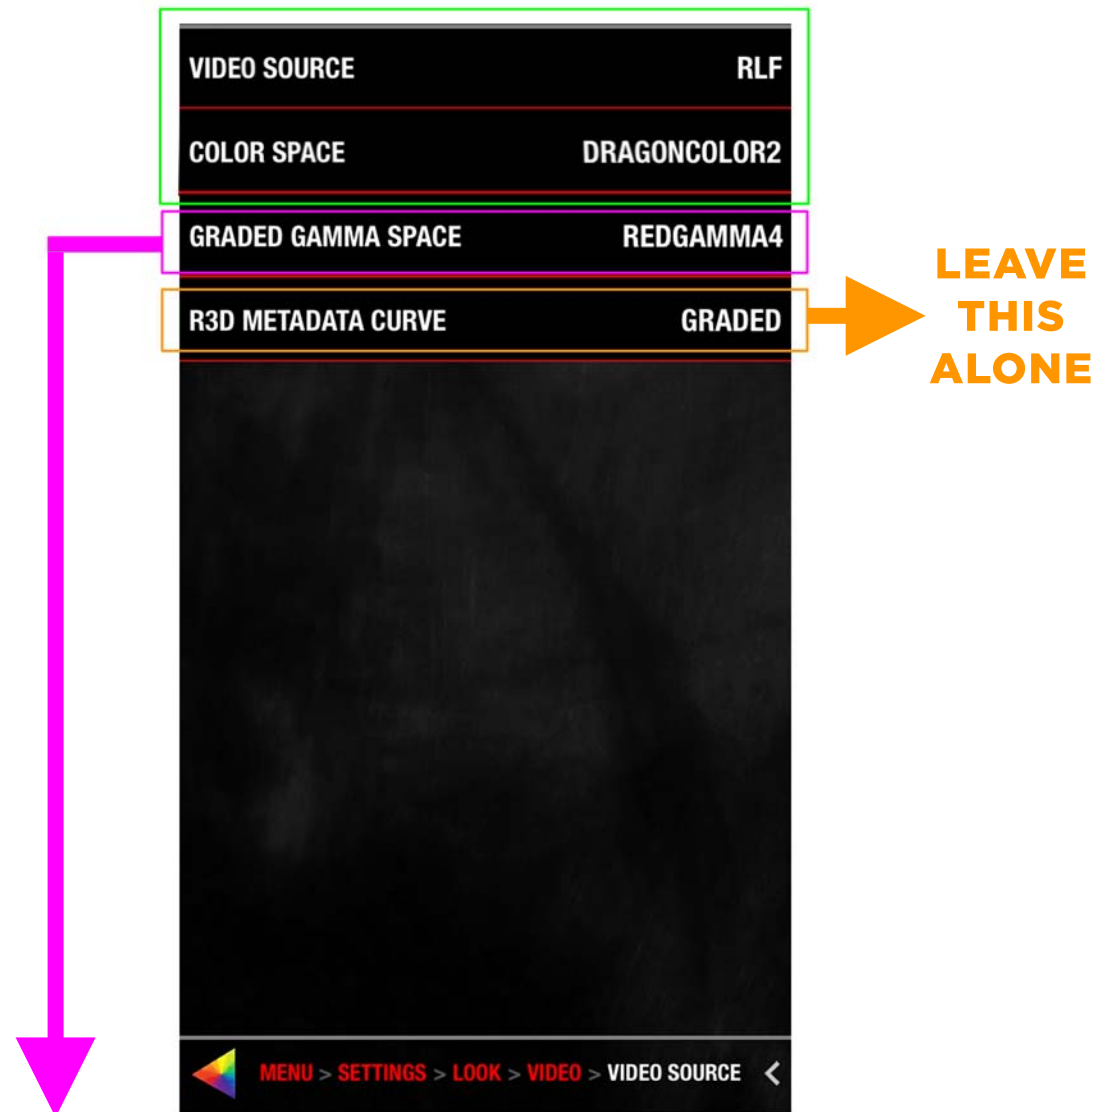 VIDEO SOURCE RLF
COLOR SPACE DRAGONCOLOR2
GRADED GAMMA SPACE REDGAMMA4
R3D METADATA CURVE GRADED
LEAVE
THIS
ALONE
MENU > SETTINGS > LOOK > VIDEO > VIDEO SOURCE <